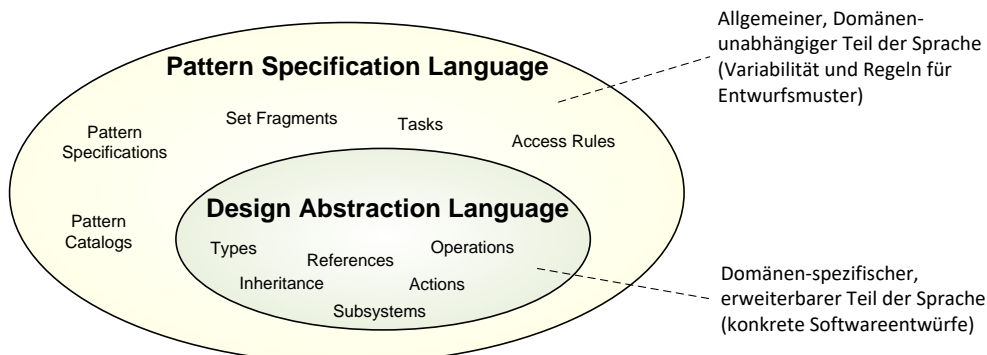 Allgemeiner, Domänen-
unabhängiger Teil der Sprache
(Variabilität und Regeln für
Entwurfsmuster)
Pattern Specification Language
Set Fragments
Tasks
Pattern
Specifications
Access Rules
Design Abstraction Language
Pattern
Catalogs
Types
References
Operations
Inheritance
Actions
Subsystems
Domänen-spezifischer,
erweiterbarer Teil der Sprache
(konkrete Softwareentwürfe)